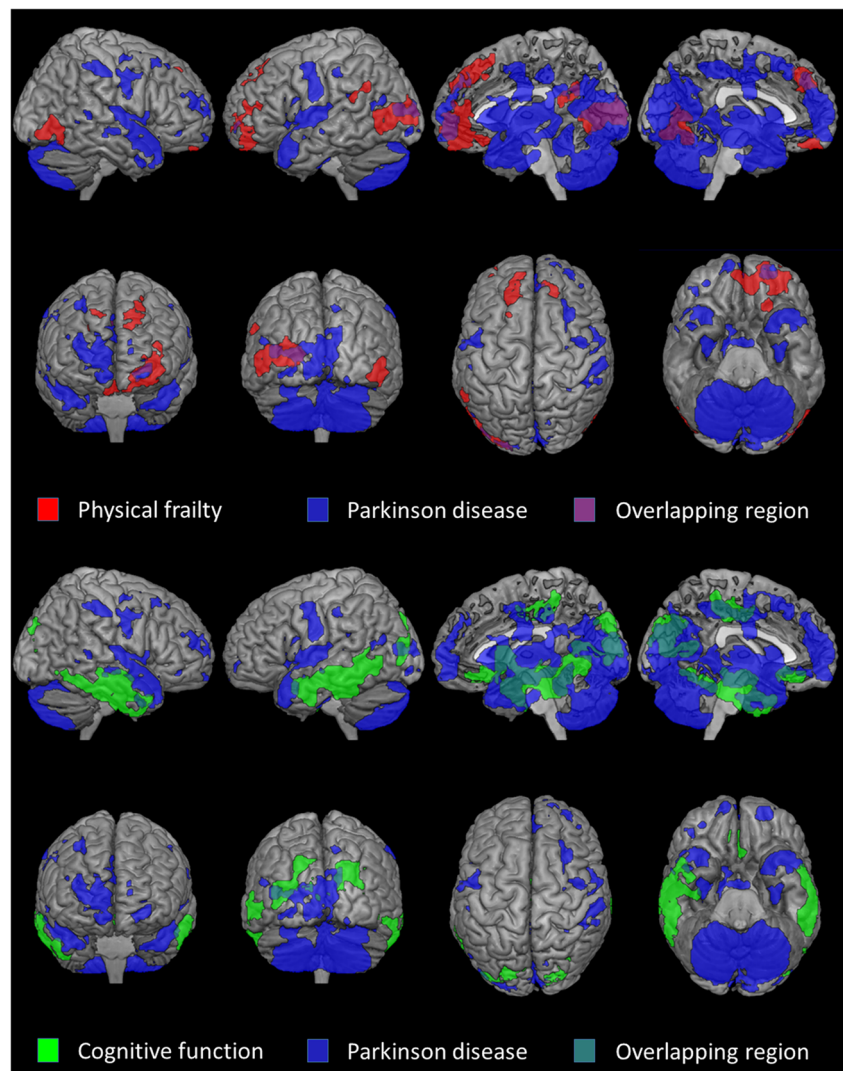 Physical frailty Parkinson disease Overlapping region
Cognitive function Parkinson disease Overlapping region